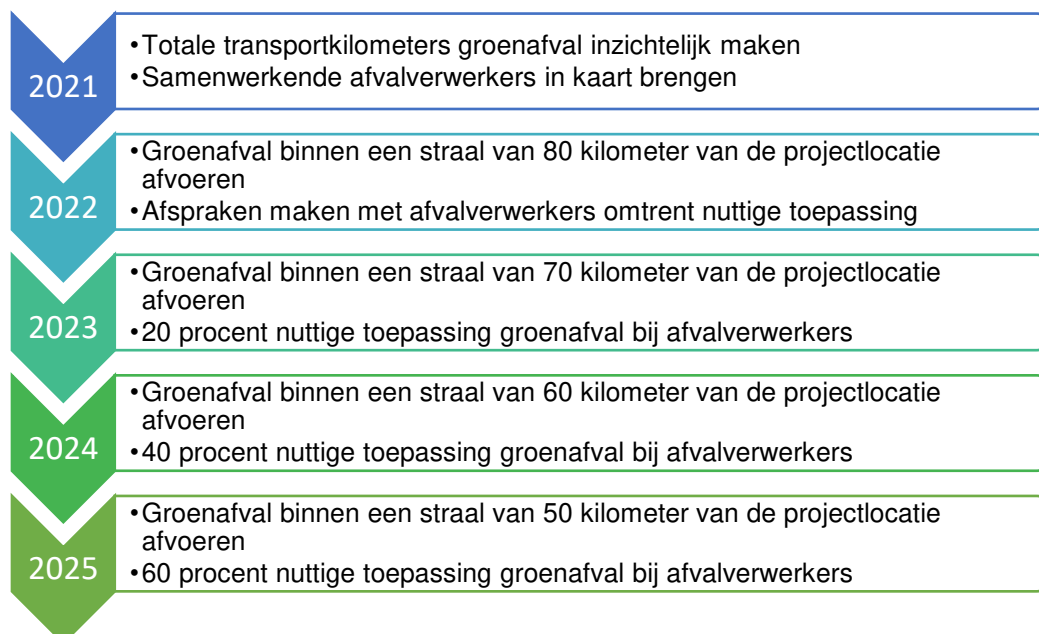 2021
•Totale transportkilometers groenafval inzichtelijk maken
•Samenwerkende afvalverwerkers in kaart brengen
2022
•Groenafval binnen een straal van 80 kilometer van de projectlocatie
afvoeren
•Afspraken maken met afvalverwerkers omtrent nuttige toepassing
2023
•Groenafval binnen een straal van 70 kilometer van de projectlocatie
afvoeren
•20 procent nuttige toepassing groenafval bij afvalverwerkers
2024
•Groenafval binnen een straal van 60 kilometer van de projectlocatie
afvoeren
•40 procent nuttige toepassing groenafval bij afvalverwerkers
2025
•Groenafval binnen een straal van 50 kilometer van de projectlocatie
afvoeren
•60 procent nuttige toepassing groenafval bij afvalverwerkers